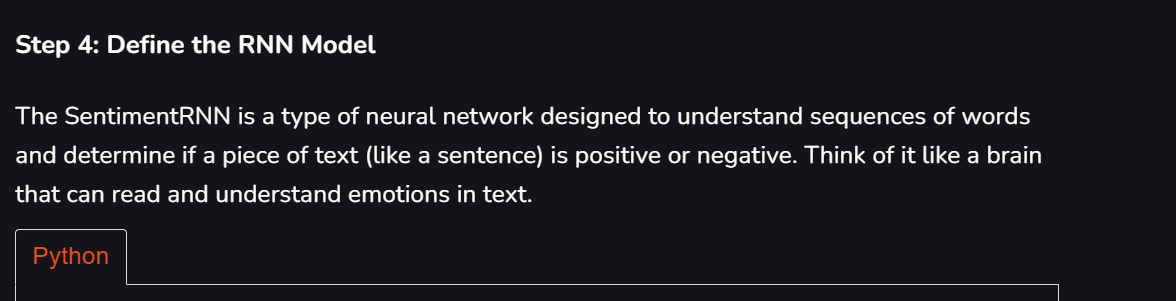 Step 4: Define the RNN Model
The SentimentRNN is a type of neural network designed to understand sequences of words
and determine if a piece of text (like a sentence) is positive or negative. Think of it like a brain
that can read and understand emotions in text.
Python